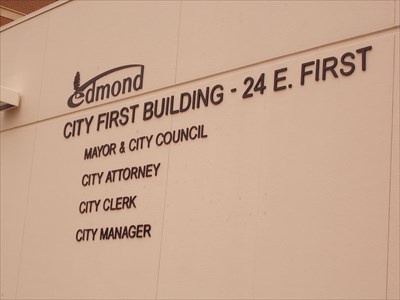 edmond
CITY FIRST BUILDING - 24 E. FIRST
MAYOR & CITY COUNCIL
CITY ATTORNEY
CITY CLERK
CITY MANAGER